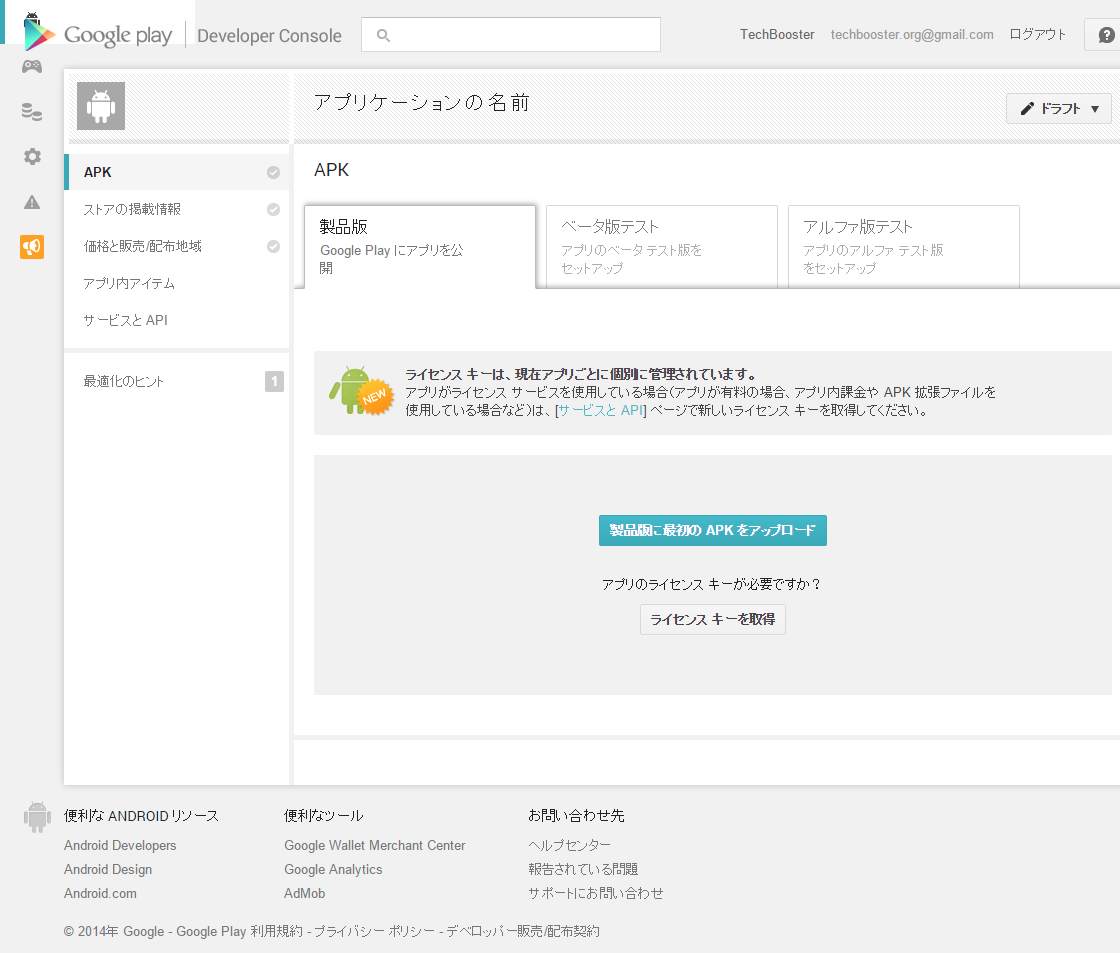 Google play Developer Console
TechBooster techbooster.org@gmail.com ログアウト ?
アプリケーションの名前
ドラフト ▼
APK
ストアの掲載情報
価格と販売/配布地域
アプリ内アイテム
サービスと API
最適化のヒント 1
APK
製品版
Google Play にアプリを公
開
ベータ版テスト
アプリのベータ テスト版を
セットアップ
アルファ版テスト
アプリのアルファ テスト版
をセットアップ
NEW
ライセンス キーは、現在アプリごとに個別に管理されています。
アプリがライセンス サービスを使用している場合(アプリが有料の場合、アプリ内課金や APK 拡張ファイルを
使用している場合など)は、[サービスと API] ページで新しいライセンス キーを取得してください。
製品版に最初の APK をアップロード
アプリのライセンス キーが必要ですか？
ライセンス キーを取得
便利な ANDROID リソース
Android Developers
Android Design
Android.com
便利なツール
Google Wallet Merchant Center
Google Analytics
AdMob
お問い合わせ先
ヘルプセンター
報告されている問題
サポートにお問い合わせ
© 2014年 Google - Google Play 利用規約 - プライバシー ポリシー - デベロッパー販売/配布契約